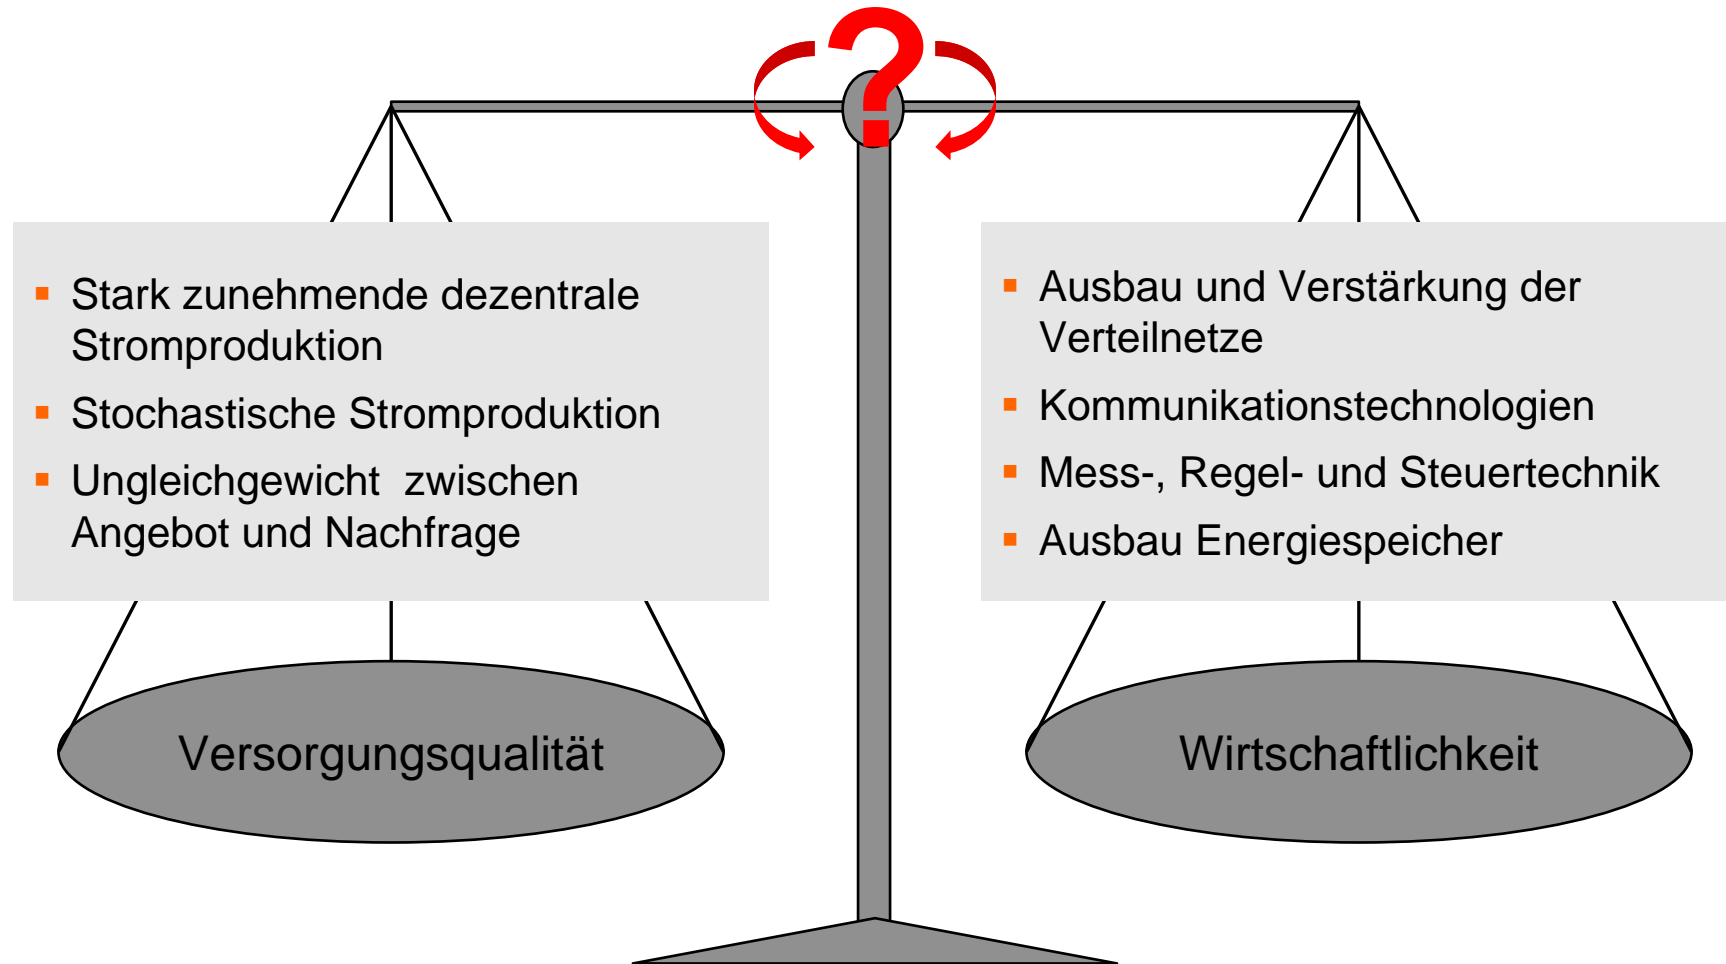 ?
▪ Stark zunehmende dezentrale
Stromproduktion
▪ Stochastische Stromproduktion
▪ Ungleichgewicht  zwischen
Angebot und Nachfrage
Versorgungsqualität
▪ Ausbau und Verstärkung der
Verteilnetze
▪ Kommunikationstechnologien
▪ Mess-, Regel- und Steuertechnik
▪ Ausbau Energiespeicher
Wirtschaftlichkeit